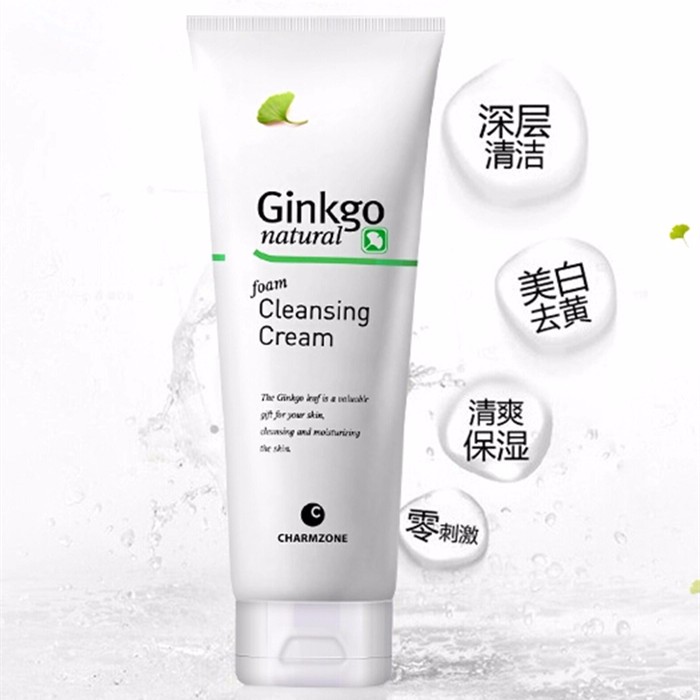 Ginkgo
natural
foam
Cleansing
Cream
The Ginkgo leaf is a valuable
gift for your skin,
cleansing and moisturizing
the skin.
C
CHARMZONE
深层
清洁
美白
去黄
清爽
保湿
零刺激